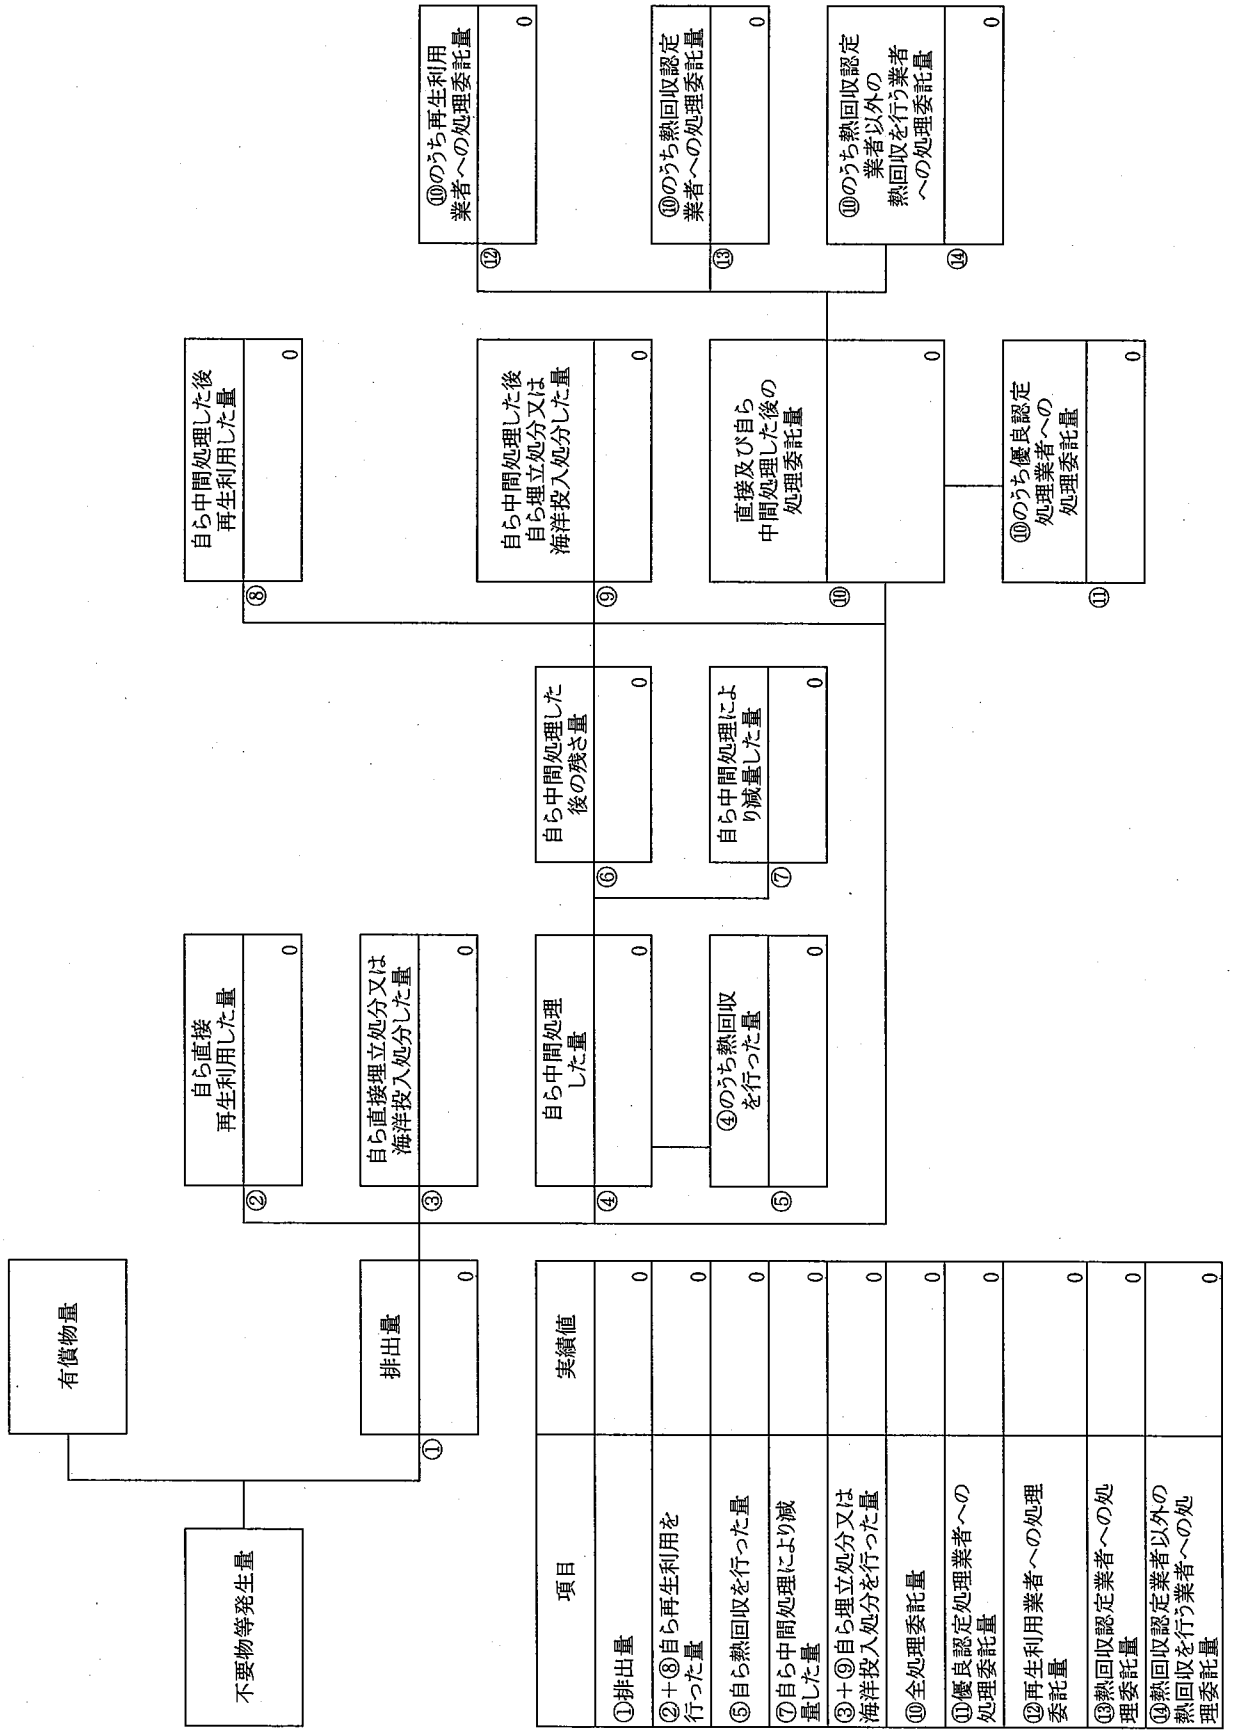 不要物等発生量
有償物量
①
排出量
0
②
自ら直接
再生利用した量
0
③
自ら直接埋立処分又は
海洋投入処分した量
0
④
自ら中間処理
した量
0
⑤
④のうち熱回収
を行った量
0
⑥
自ら中間処理した
後の残さ量
0
⑦
自ら中間処理によ
り減量した量
0
⑧
自ら中間処理した後
再生利用した量
0
⑨
自ら中間処理した後
自ら埋立処分又は
海洋投入処分した量
0
⑩
直接及び自ら
中間処理した後の
処理委託量
0
⑪
⑩のうち優良認定
処理業者への
処理委託量
0
⑫
⑩のうち再生利用
業者への処理委託量
0
⑬
⑩のうち熱回収認定
業者への処理委託量
0
⑭
⑩のうち熱回収認定
業者以外の
熱回収を行う業者
への処理委託量
0
項目 実績値
①排出量 0
②+⑧自ら再生利用を
行った量 0
⑤自ら熱回収を行った量 0
⑦自ら中間処理により減
量した量 0
③+⑨自ら埋立処分又は
海洋投入処分を行った量 0
⑩全処理委託量 0
⑪優良認定処理業者への
処理委託量 0
⑫再生利用業者への処理
委託量 0
⑬熱回収認定業者への処
理委託量 0
⑭熱回収認定業者以外の
熱回収を行う業者への処
理委託量 0